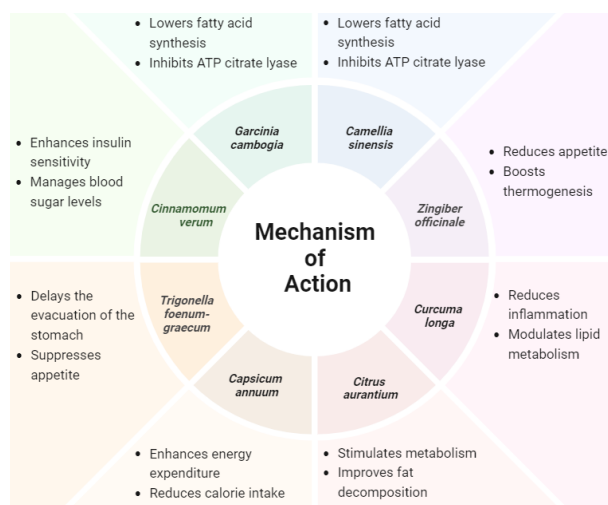 • Lowers fatty acid
synthesis
• Inhibits ATP citrate lyase
• Lowers fatty acid
synthesis
• Inhibits ATP citrate lyase
Garcinia
cambogia
Camellia
sinensis
• Enhances insulin
sensitivity
• Manages blood
sugar levels
• Reduces appetite
• Boosts
thermogenesis
Cinnamomum
verum
Zingiber
officinale
Mechanism
of
Action
• Delays the
evacuation of the
stomach
• Suppresses
appetite
Trigonella
foenum-
graecum
Curcuma
longa
• Reduces
inflammation
• Modulates lipid
metabolism
Capsicum
annuum
Citrus
aurantium
• Enhances energy
expenditure
• Reduces calorie intake
• Stimulates metabolism
• Improves fat
decomposition